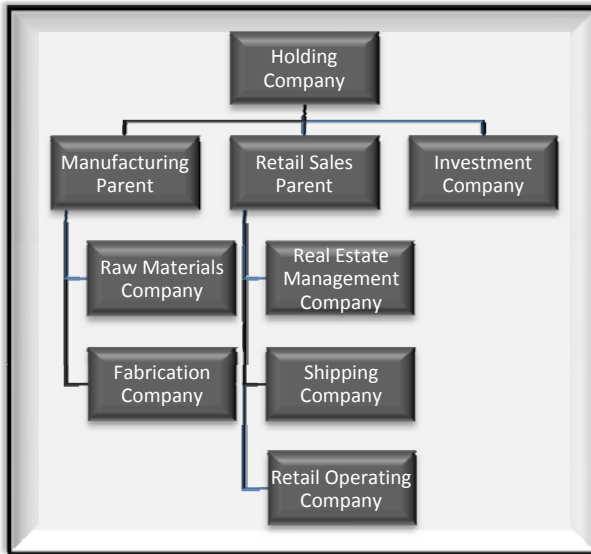 Holding
Company
Manufacturing
Parent
Retail Sales
Parent
Investment
Company
Raw Materials
Company
Real Estate
Management
Company
Fabrication
Company
Shipping
Company
Retail Operating
Company